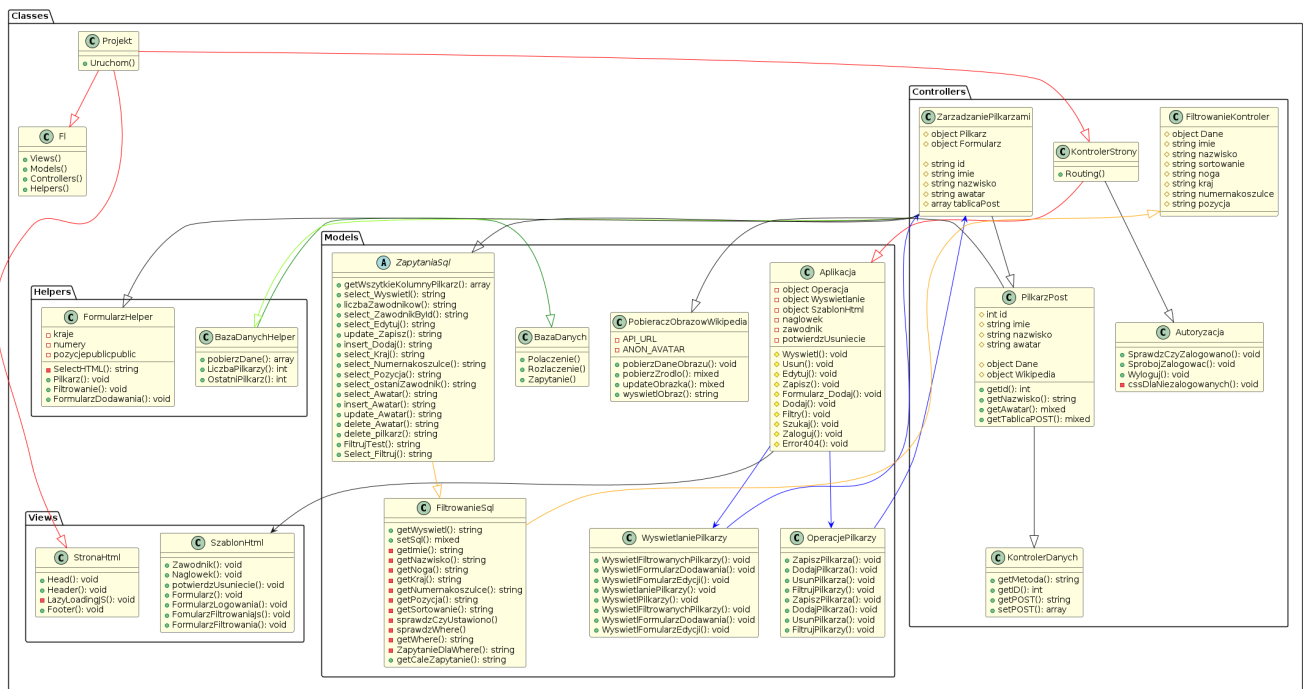 Classes
Projekt
Uruchom()
Fl
Views()
Models()
Controllers()
Helpers()
Controllers
ZarzadzaniePilkarzami
object Pilkarz
object Formularz
string id
string imie
string nazwisko
string awatar
array tablicaPost
KontrolerStrony
Routing()
FiltrowanieKontroler
object Dane
string imie
string nazwisko
string sortowanie
string noga
string kraj
string numernakoszulce
string pozycja
PilkarzPost
int id
string imie
string nazwisko
string awatar
object Dane
object Wikipedia
getId(): int
getNazwisko(): string
getAwatar(): mixed
getTablicaPOST(): mixed
Autoryzacja
SprawdzCzyZalogowano(): void
SprobojZalogowac(): void
Wyloguj(): void
cssDlaNiezalogowanych(): void
KontrolerDanych
getMetoda(): string
getID(): int
getPOST(): string
setPOST(): array
Helpers
FormularzHelper
kraje
numery
pozycjepublicpublic
SelectHTML(): string
Pilkarz(): void
Filtrowanie(): void
FormularzDodawania(): void
BazaDanychHelper
pobierzDane(): array
LiczbaPilkarzy(): int
OstatniPilkarz(): int
Models
A ZapytaniaSql
getWszytkieKolumnyPilkarz(): array
select_Wyswietl(): string
liczbaZawodnikow(): string
select_ZawodnikById(): string
select_Edytuj(): string
update_Zapisz(): string
insert_Dodaj(): string
select_Kraj(): string
select_Numernakoszulce(): string
select_Pozycja(): string
select_ostaniZawodnik(): string
select_Awatar(): string
insert_Awatar(): string
update_Awatar(): string
delete_Awatar(): string
delete_pilkarz(): string
FiltrujTest(): string
Select_Filtruj(): string
BazaDanych
Polaczenie()
Rozlaczenie()
Zapytanie()
PobieraczObrazowWikipedia
API_URL
ANON_AVATAR
pobierzDaneObrazu(): void
pobierzZrodlo(): mixed
updateObrazka(): mixed
wyswietlObraz(): string
Aplikacja
object Operacja
object Wyswietlanie
object SzablonHtml
naglowek
zawodnik
potwierdzUsuniecie
Wyswietl(): void
Usun(): void
Edytuj(): void
Zapisz(): void
Formularz_Dodaj(): void
Dodaj(): void
Filtry(): void
Szukaj(): void
Zaloguj(): void
Error404(): void
FiltrowanieSql
getWyswietl(): string
setSql(): mixed
getImie(): string
getNazwisko(): string
getNoga(): string
getKraj(): string
getNumernakoszulce(): string
getPozycja(): string
getSortowanie(): string
sprawdzCzyUstawiono()
sprawdzWhere()
getWhere(): string
ZapytanieDlaWhere(): string
getCaleZapytanie(): string
WyswietlaniePilkarzy
WyswietlFiltrowanychPilkarzy(): void
WyswietlFormularzDodawania(): void
WyswietlFomularzEdycji(): void
WyswietlaniePilkarzy(): void
WyswietlPilkarzy(): void
WyswietlFiltrowanychPilkarzy(): void
WyswietlFormularzDodawania(): void
WyswietlFomularzEdycji(): void
OperacjePilkarzy
ZapiszPilkarza(): void
DodajPilkarza(): void
UsunPilkarza(): void
FiltrujPilkarzy(): void
ZapiszPilkarza(): void
DodajPilkarza(): void
UsunPilkarza(): void
FiltrujPilkarzy(): void
Views
StronaHtml
Head(): void
Header(): void
LazyLoadingJS(): void
Footer(): void
SzablonHtml
Zawodnik(): void
Naglowek(): void
potwierdzUsuniecie(): void
Formularz(): void
FormularzLogowania(): void
FomularzFiltrowaniaJs(): void
FormularzFiltrowania(): void